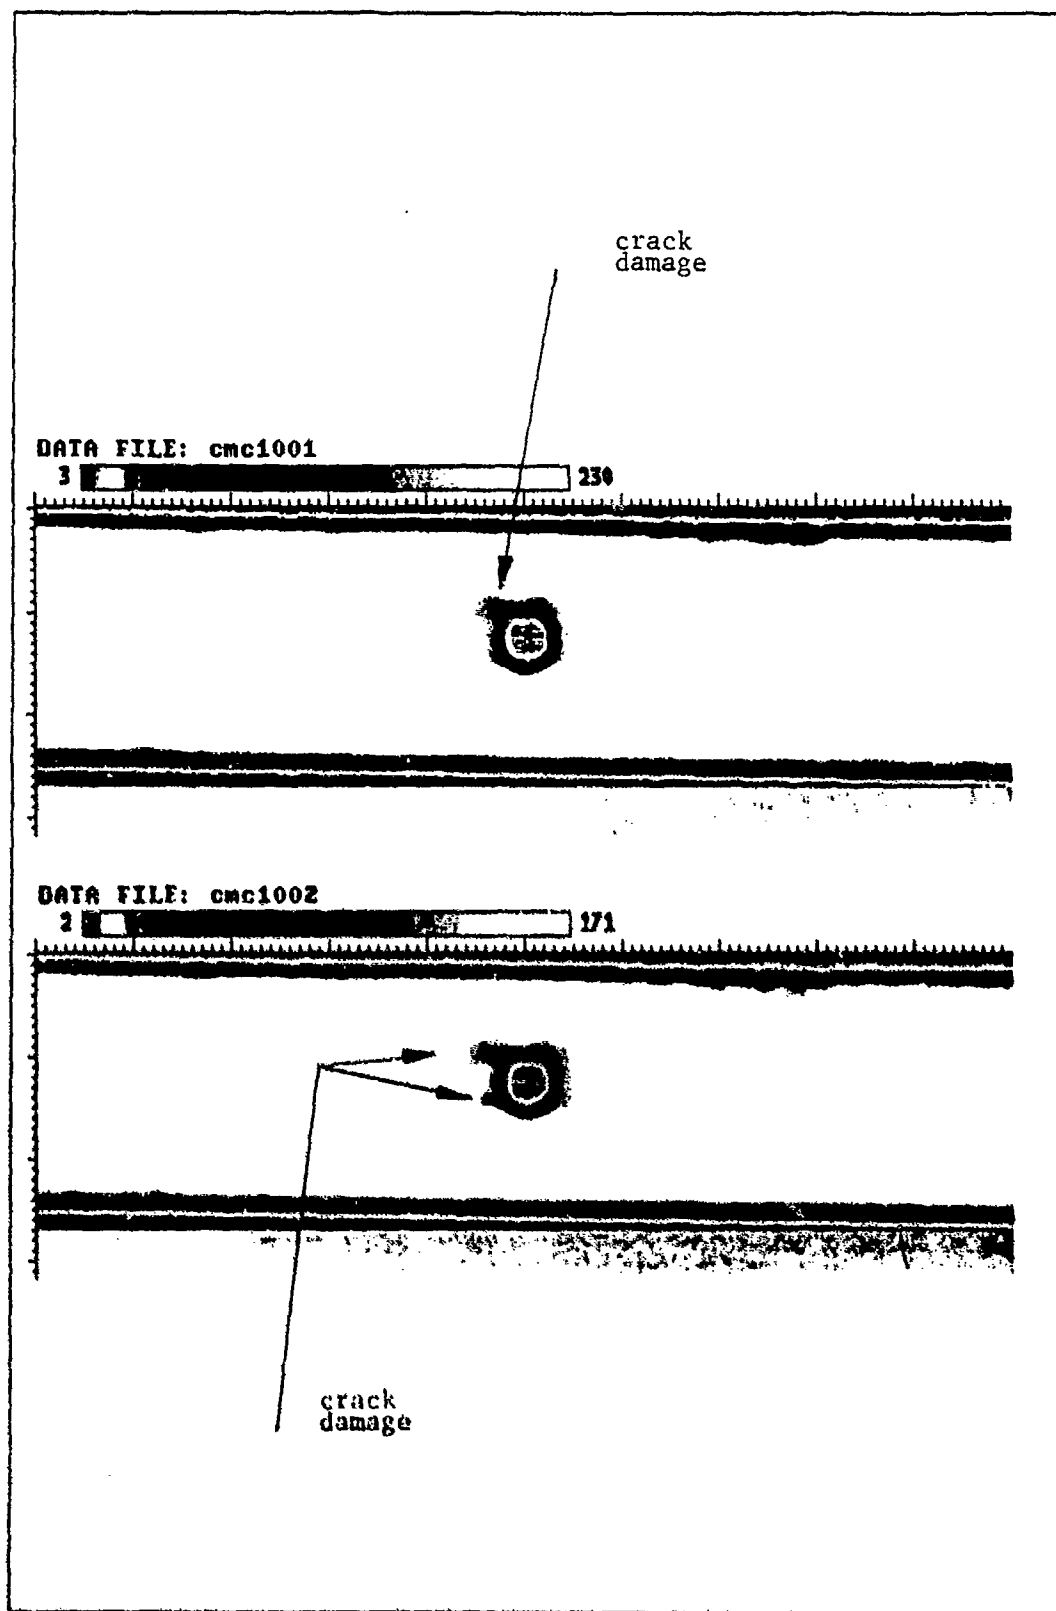 crack
damage
DATA FILE: cmc1001
3 230
DATA FILE: cmc1002
2 171
crack
damage